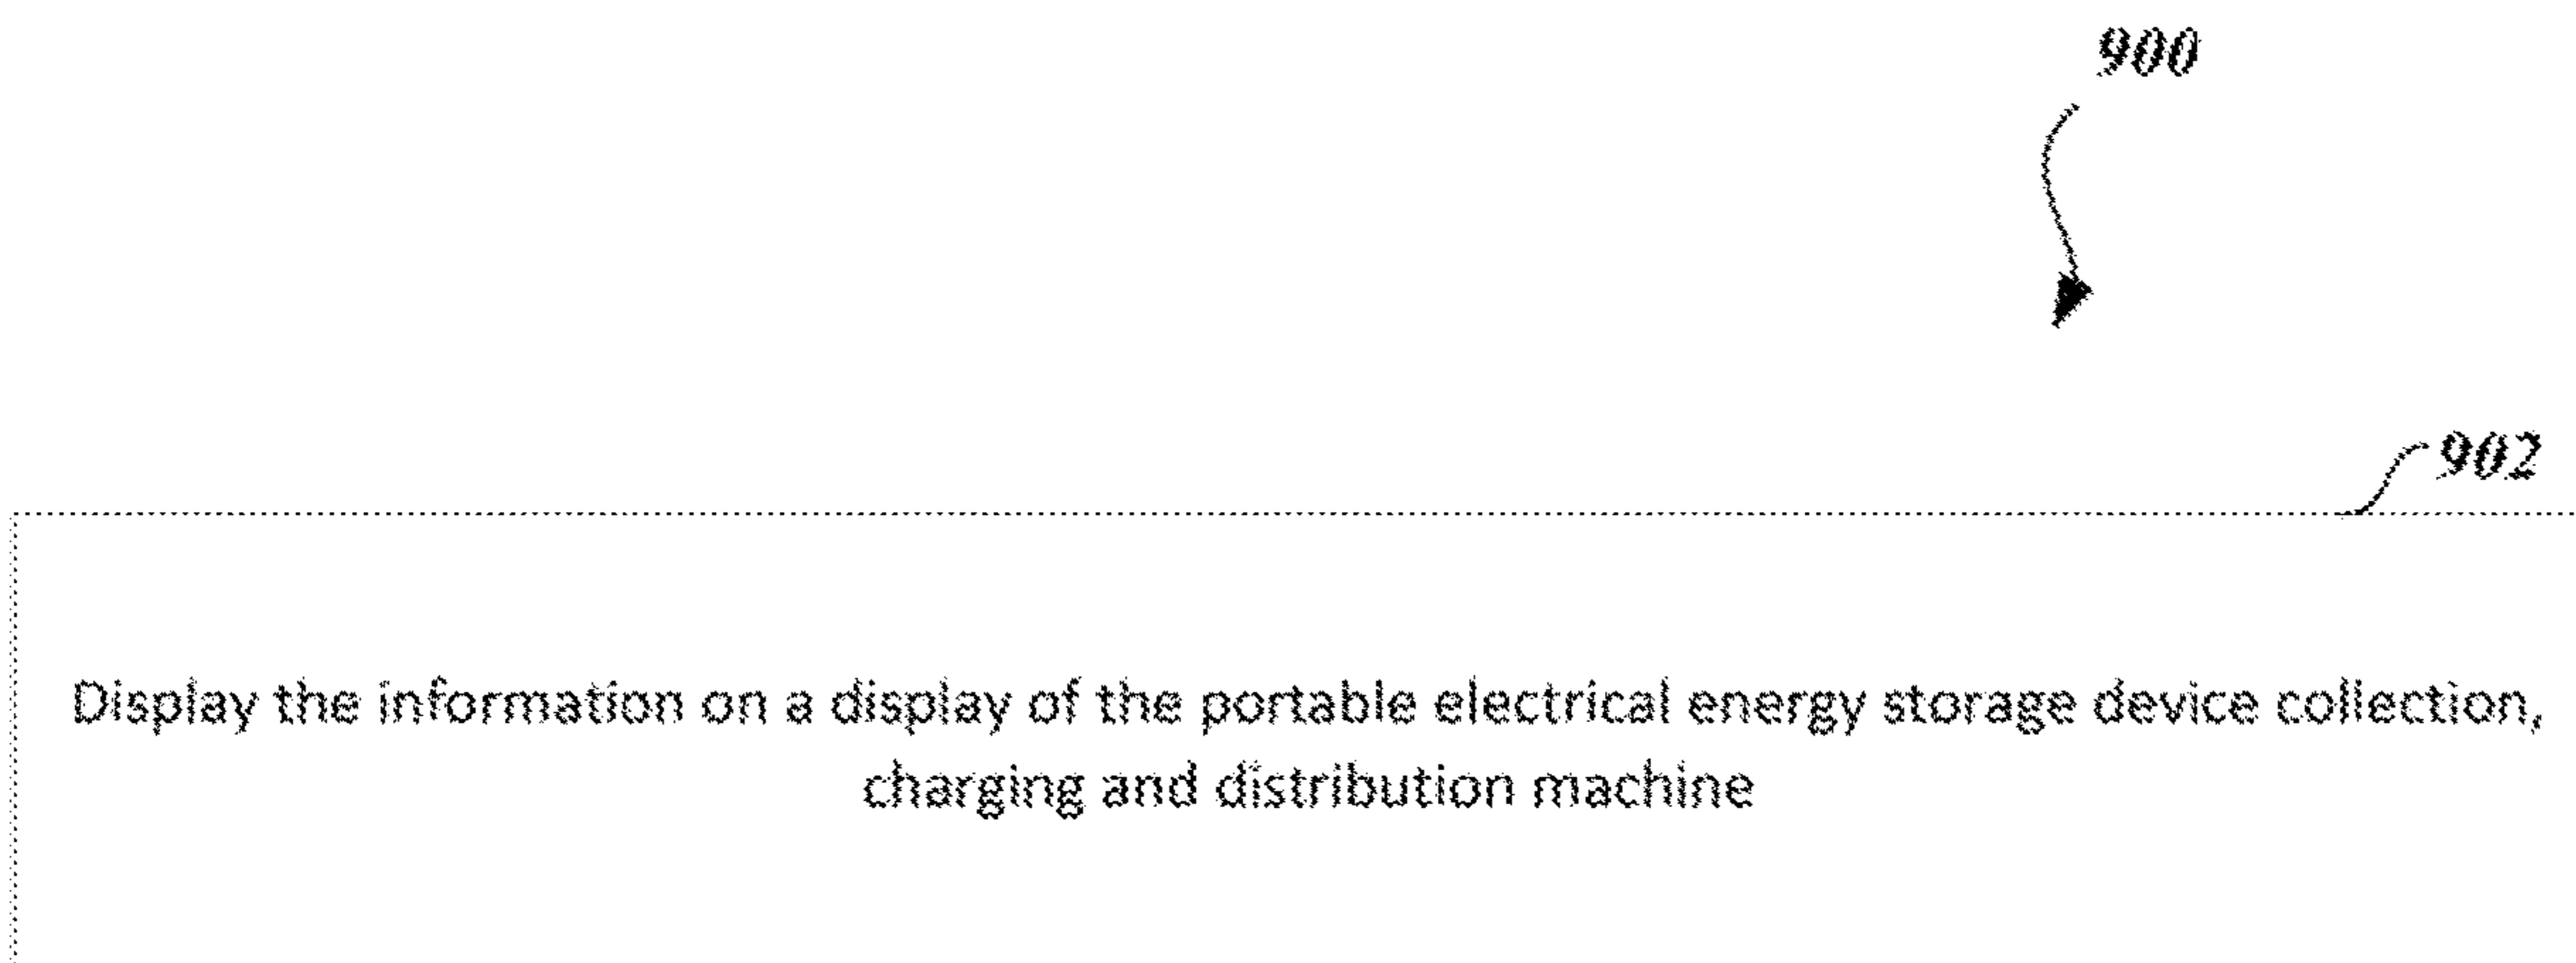 900
902
Display the information on a display of the portable electrical energy storage device collection,
charging and distribution machine